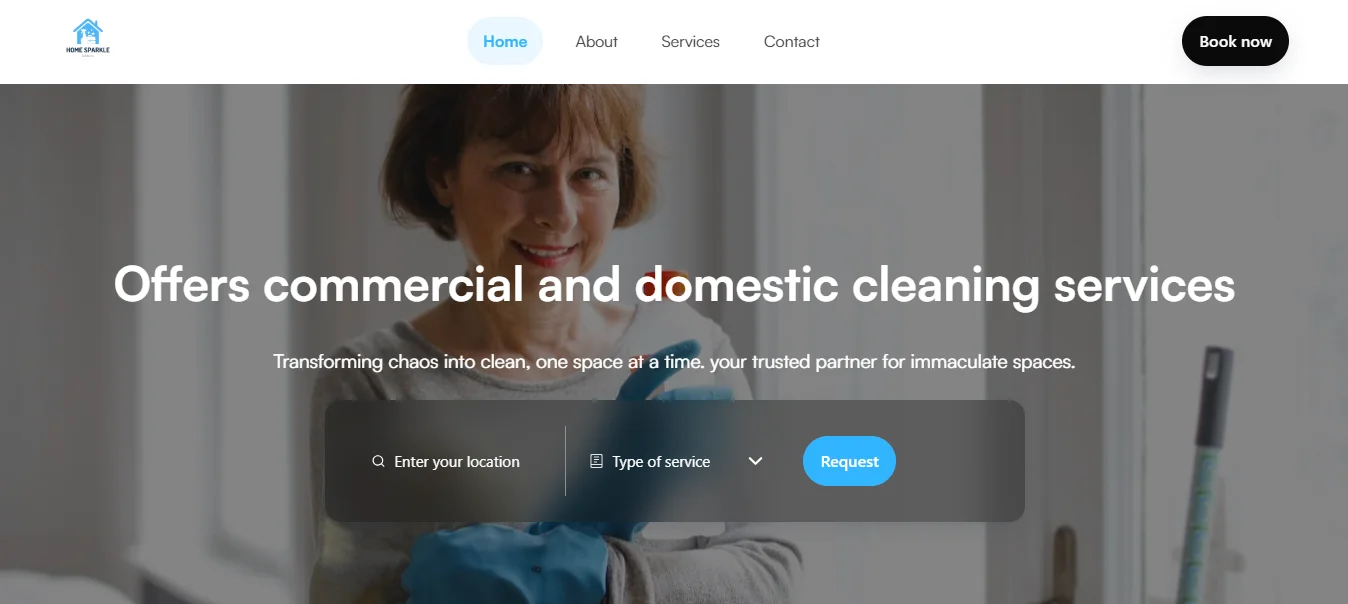 HOME SPARKLE
Home
About
Services
Contact
Book now
Offers commercial and domestic cleaning services
Transforming chaos into clean, one space at a time. your trusted partner for immaculate spaces.
Enter your location
Type of service
Request